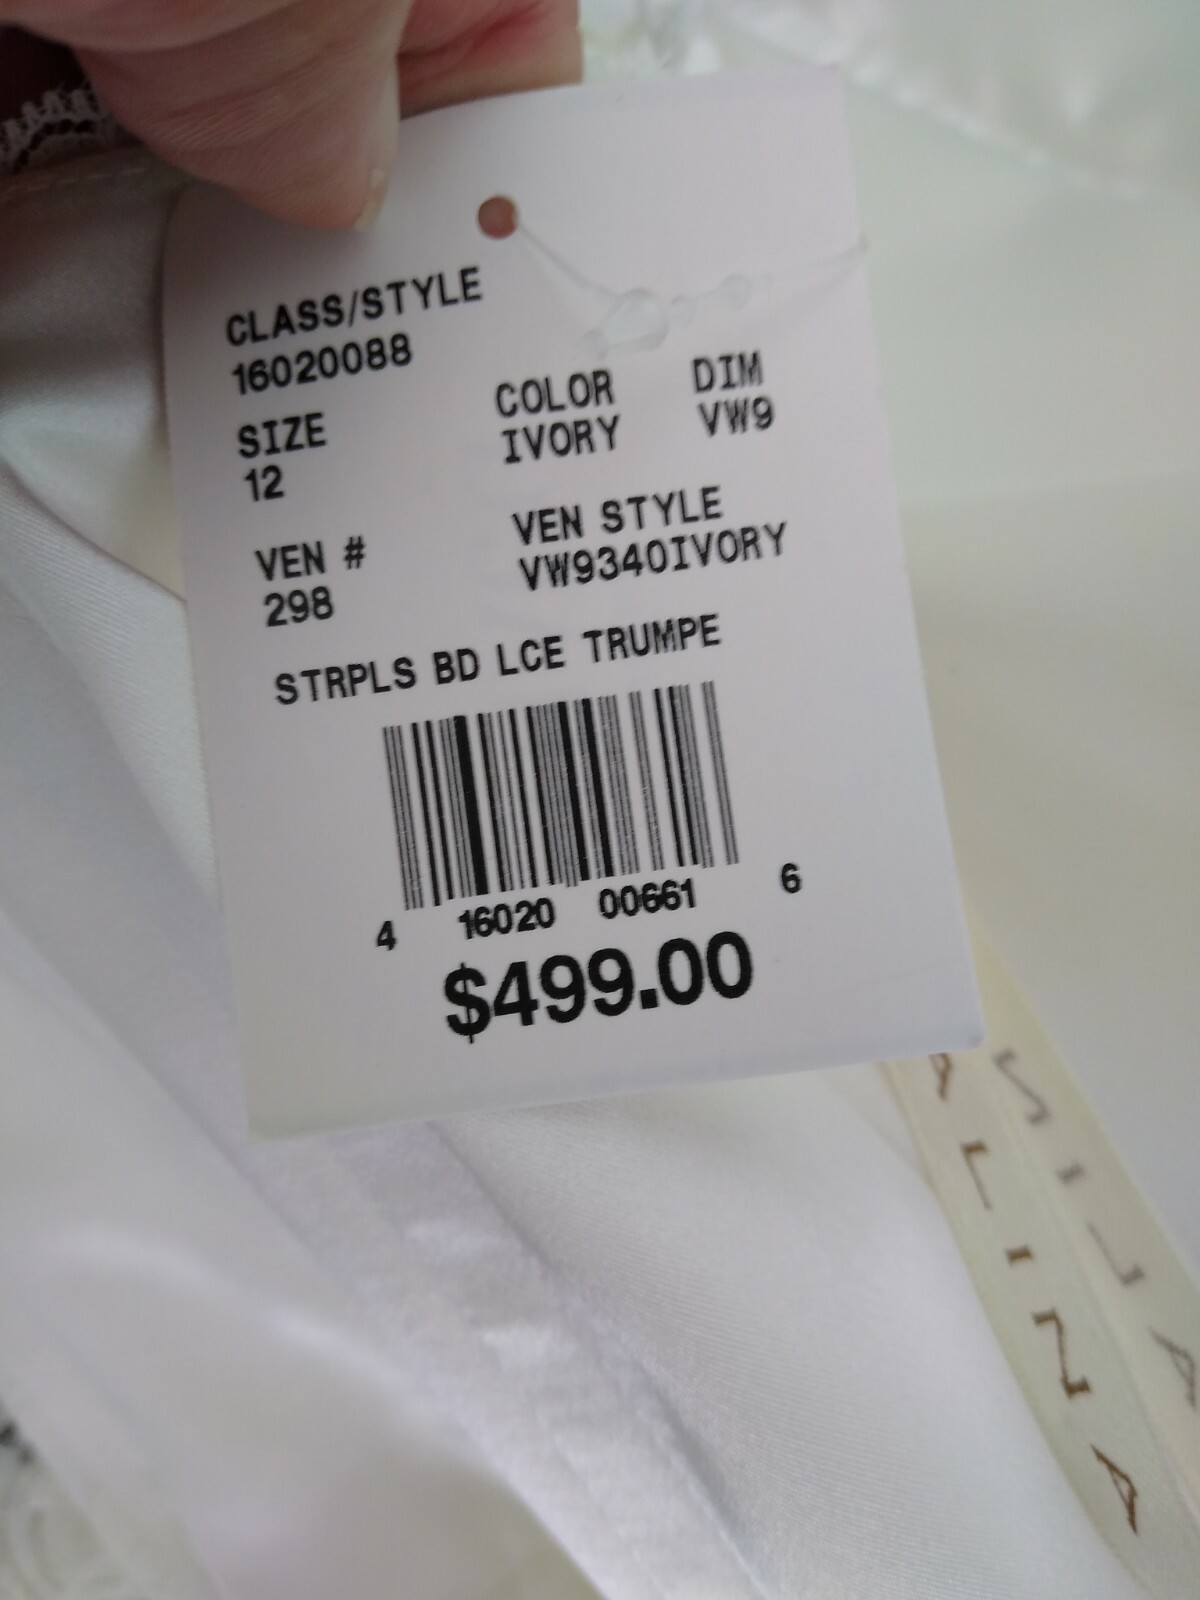 CLASS/STYLE
16020088
SIZE COLOR DIM
12 IVORY VW9
VEN # VEN STYLE
298 VW9340IVORY
STRPLS BD LCE TRUMPE
4 16020 00661 6
$499.00
ALINA